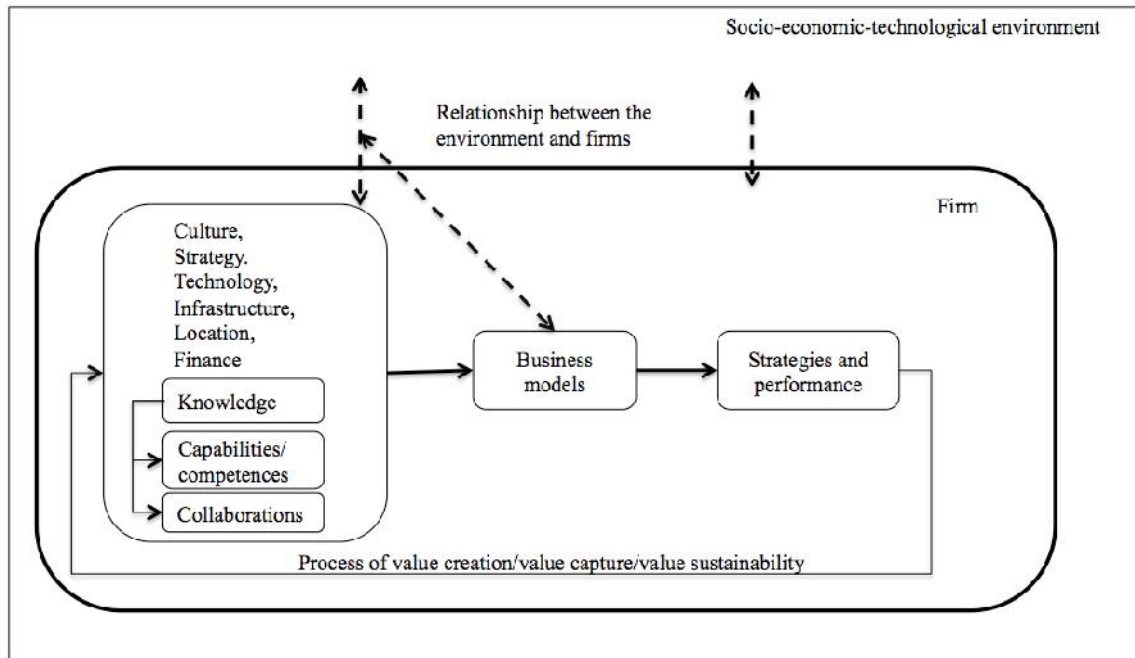 Socio-economic-technological environment
Relationship between the
environment and firms
Firm
Culture,
Strategy.
Technology,
Infrastructure,
Location,
Finance
Knowledge
Capabilities/
competences
Collaborations
Business
models
Strategies and
performance
Process of value creation/value capture/value sustainability